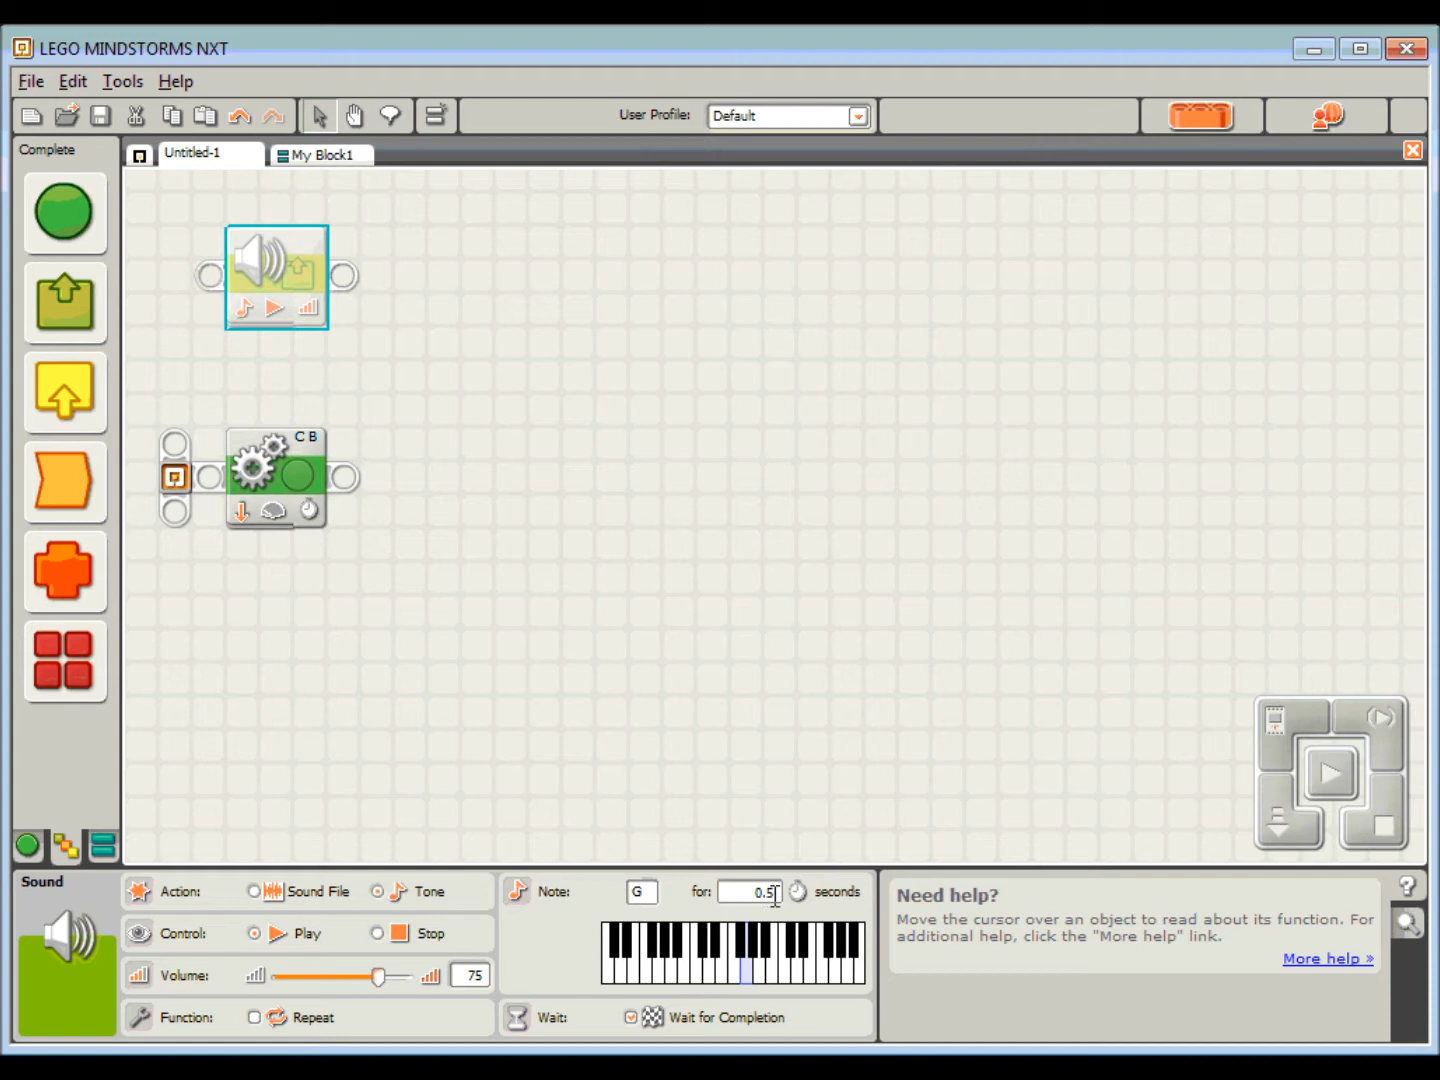 LEGO MINDSTORMS NXT
File Edit Tools Help
User Profile: Default
Complete
Untitled-1
My Block1
C B
Sound
Action: Sound File Tone
Control: Play Stop
Volume: 75
Function: Repeat
Note: G for: 0.5 seconds
Wait: Wait for Completion
Need help?
Move the cursor over an object to read about its function. For
additional help, click the "More help" link.
More help »
?